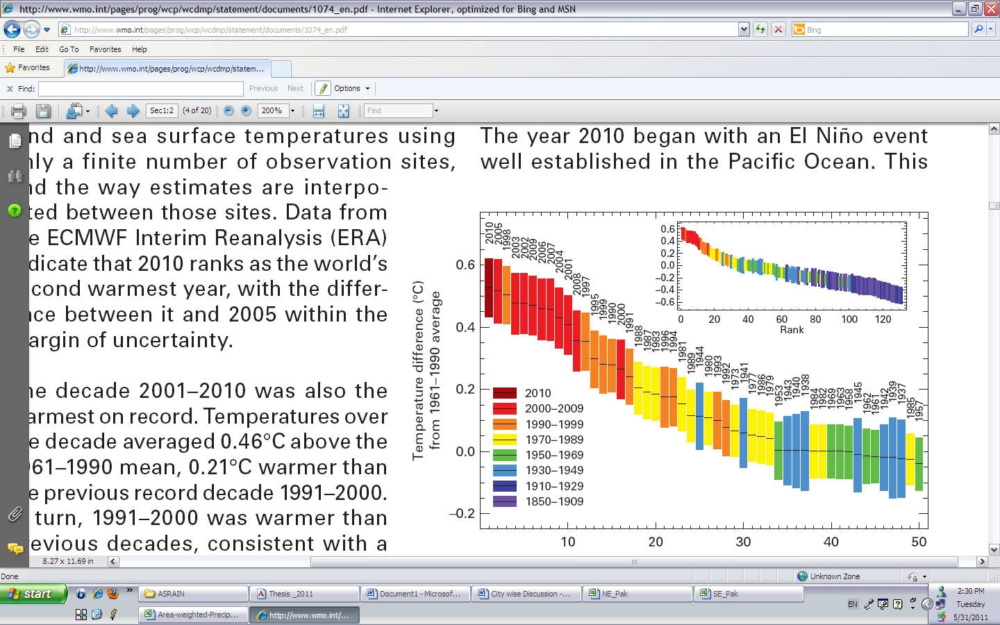 http://www.wmo.int/pages/prog/wcp/wcdmp/statement/documents/1074_en.pdf - Internet Explorer, optimized for Bing and MSN
http://www.wmo.int/pages/prog/wcp/wcdmp/statement/documents/1074_en.pdf
Bing
File Edit Go To Favorites Help
Favorites
http://www.wmo.int/pages/prog/wcp/wcdmp/statem...
x Find: Previous Next Options
Sec1:2 (4 of 20) 200% Find
nd and sea surface temperatures using
nly a finite number of observation sites,
nd the way estimates are interpo-
ted between those sites. Data from
e ECMWF Interim Reanalysis (ERA)
dicate that 2010 ranks as the world's
cond warmest year, with the differ-
nce between it and 2005 within the
argin of uncertainty.
ne decade 2001–2010 was also the
armest on record. Temperatures over
e decade averaged 0.46°C above the
961–1990 mean, 0.21°C warmer than
e previous record decade 1991–2000.
turn, 1991–2000 was warmer than
evious decades, consistent with a
The year 2010 began with an El Niño event
well established in the Pacific Ocean. This
Temperature difference (°C)
from 1961–1990 average
0.6
0.4
0.2
0.0
–0.2
2010
2005
1998
2003
2002
2009
2006
2007
2004
2001
2008
1997
1995
1999
1990
2000
1991
1988
1987
1983
1996
1994
1981
1989
1944
1980
1993
1992
1973
1941
1977
1986
1979
1953
1943
1940
1938
1984
1982
1969
1963
1958
1945
1962
1961
1942
1939
1937
1985
1957
0.6
0.4
0.2
0.0
–0.2
–0.4
–0.6
0 20 40 60 80 100 120
Rank
2010
2000–2009
1990–1999
1970–1989
1950–1969
1930–1949
1910–1929
1850–1909
10 20 30 40 50
8.27 x 11.69 in
Done
Unknown Zone
start
ASRAIN
Thesis _2011
Document1 - Microsof...
City wise Discussion -...
NE_Pak
SE_Pak
Area-weighted-Precip...
http://www.wmo.int/...
EN
2:30 PM
Tuesday
5/31/2011